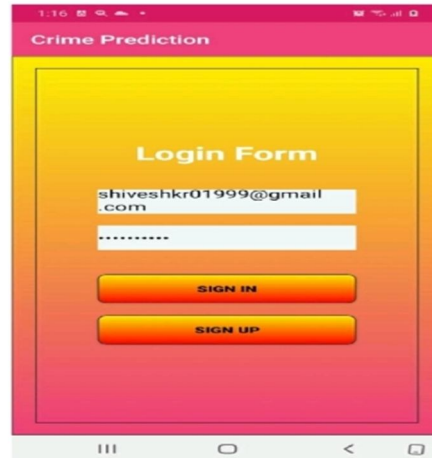 1:16
Crime Prediction
Login Form
shiveshkr01999@gmail
.com
••••••••••
SIGN IN
SIGN UP